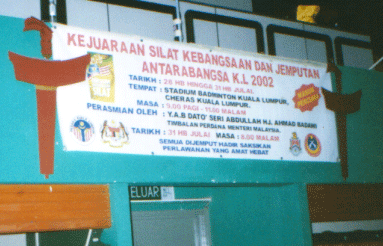 KEJUARAAN SILAT KEBANGSAAN DAN JEMPUTAN
ANTARABANGSA K.L 2002
TARIKH : 28 HB HINGGA 31 HB JULAI
TEMPAT : STADIUM BADMINTON KUALA LUMPUR,
CHERAS KUALA LUMPUR.
MASA : 9.00 PAGI - 11.00 MALAM
PERASMIAN OLEH : Y.A.B DATO' SERI ABDULLAH HJ. AHMAD BADAWI
TIMBALAN PERDANA MENTERI MALAYSIA.
TARIKH : 31 HB JULAI MASA : 8.00 MALAM
SEMUA DIJEMPUT HADIR SAKSIKAN
PERLAWANAN YANG AMAT HEBAT
ELUAR